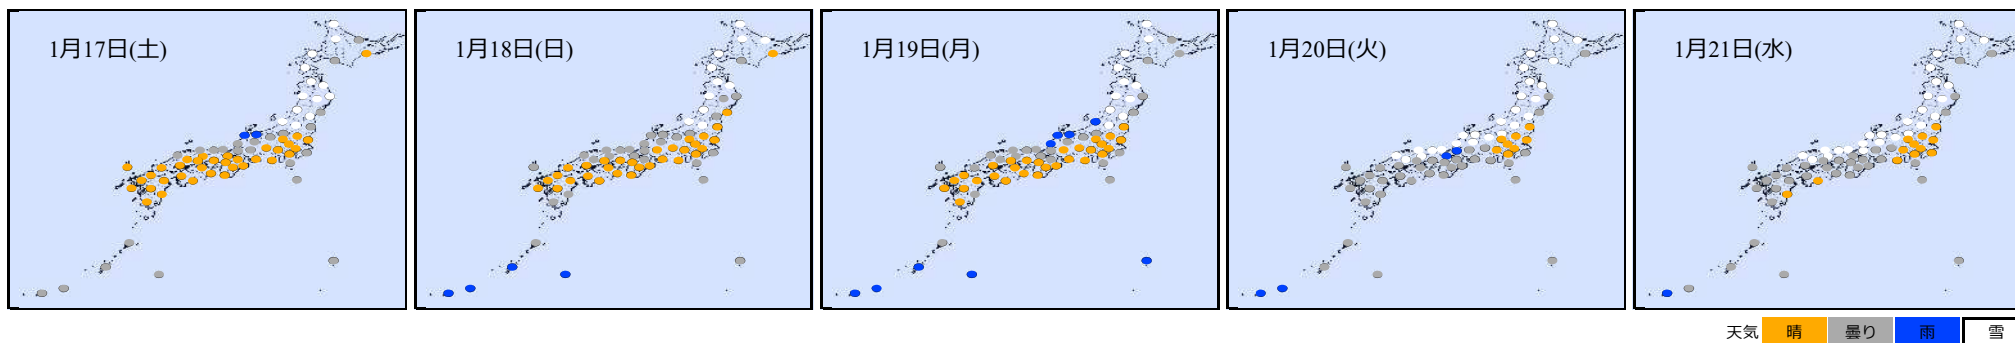 1月17日(土)
1月18日(日)
1月19日(月)
1月20日(火)
1月21日(水)
天気 晴 曇り 雨 雪